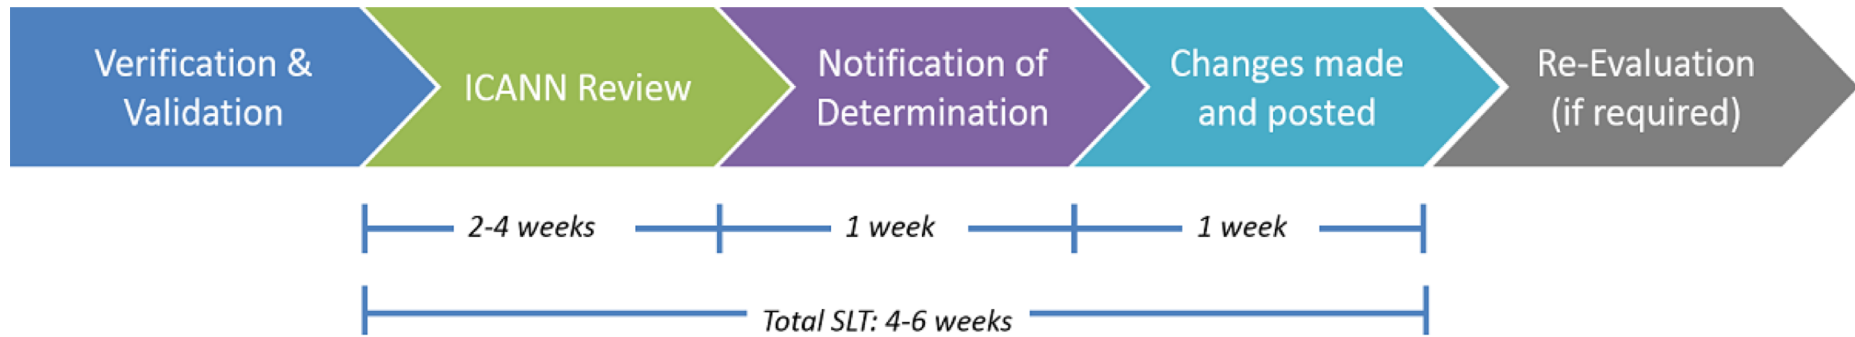 Verification &
Validation
ICANN Review
Notification of
Determination
Changes made
and posted
Re-Evaluation
(if required)
2-4 weeks
1 week
1 week
Total SLT: 4-6 weeks